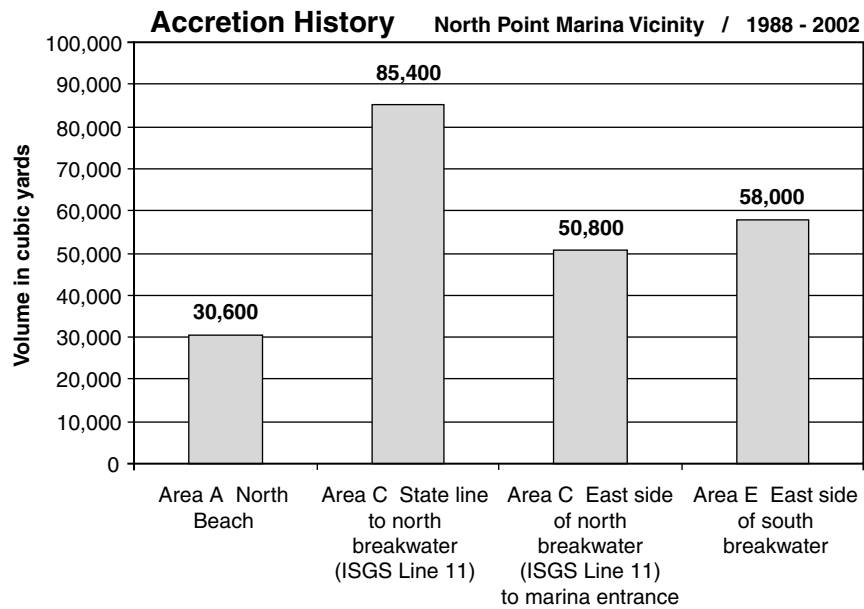 Accretion History North Point Marina Vicinity / 1988 - 2002
Volume in cubic yards
100,000
90,000
80,000
70,000
60,000
50,000
40,000
30,000
20,000
10,000
0
30,600
85,400
50,800
58,000
Area A North
Beach
Area C State line
to north
breakwater
(ISGS Line 11)
Area C East side
of north
breakwater
(ISGS Line 11)
to marina entrance
Area E East side
of south
breakwater